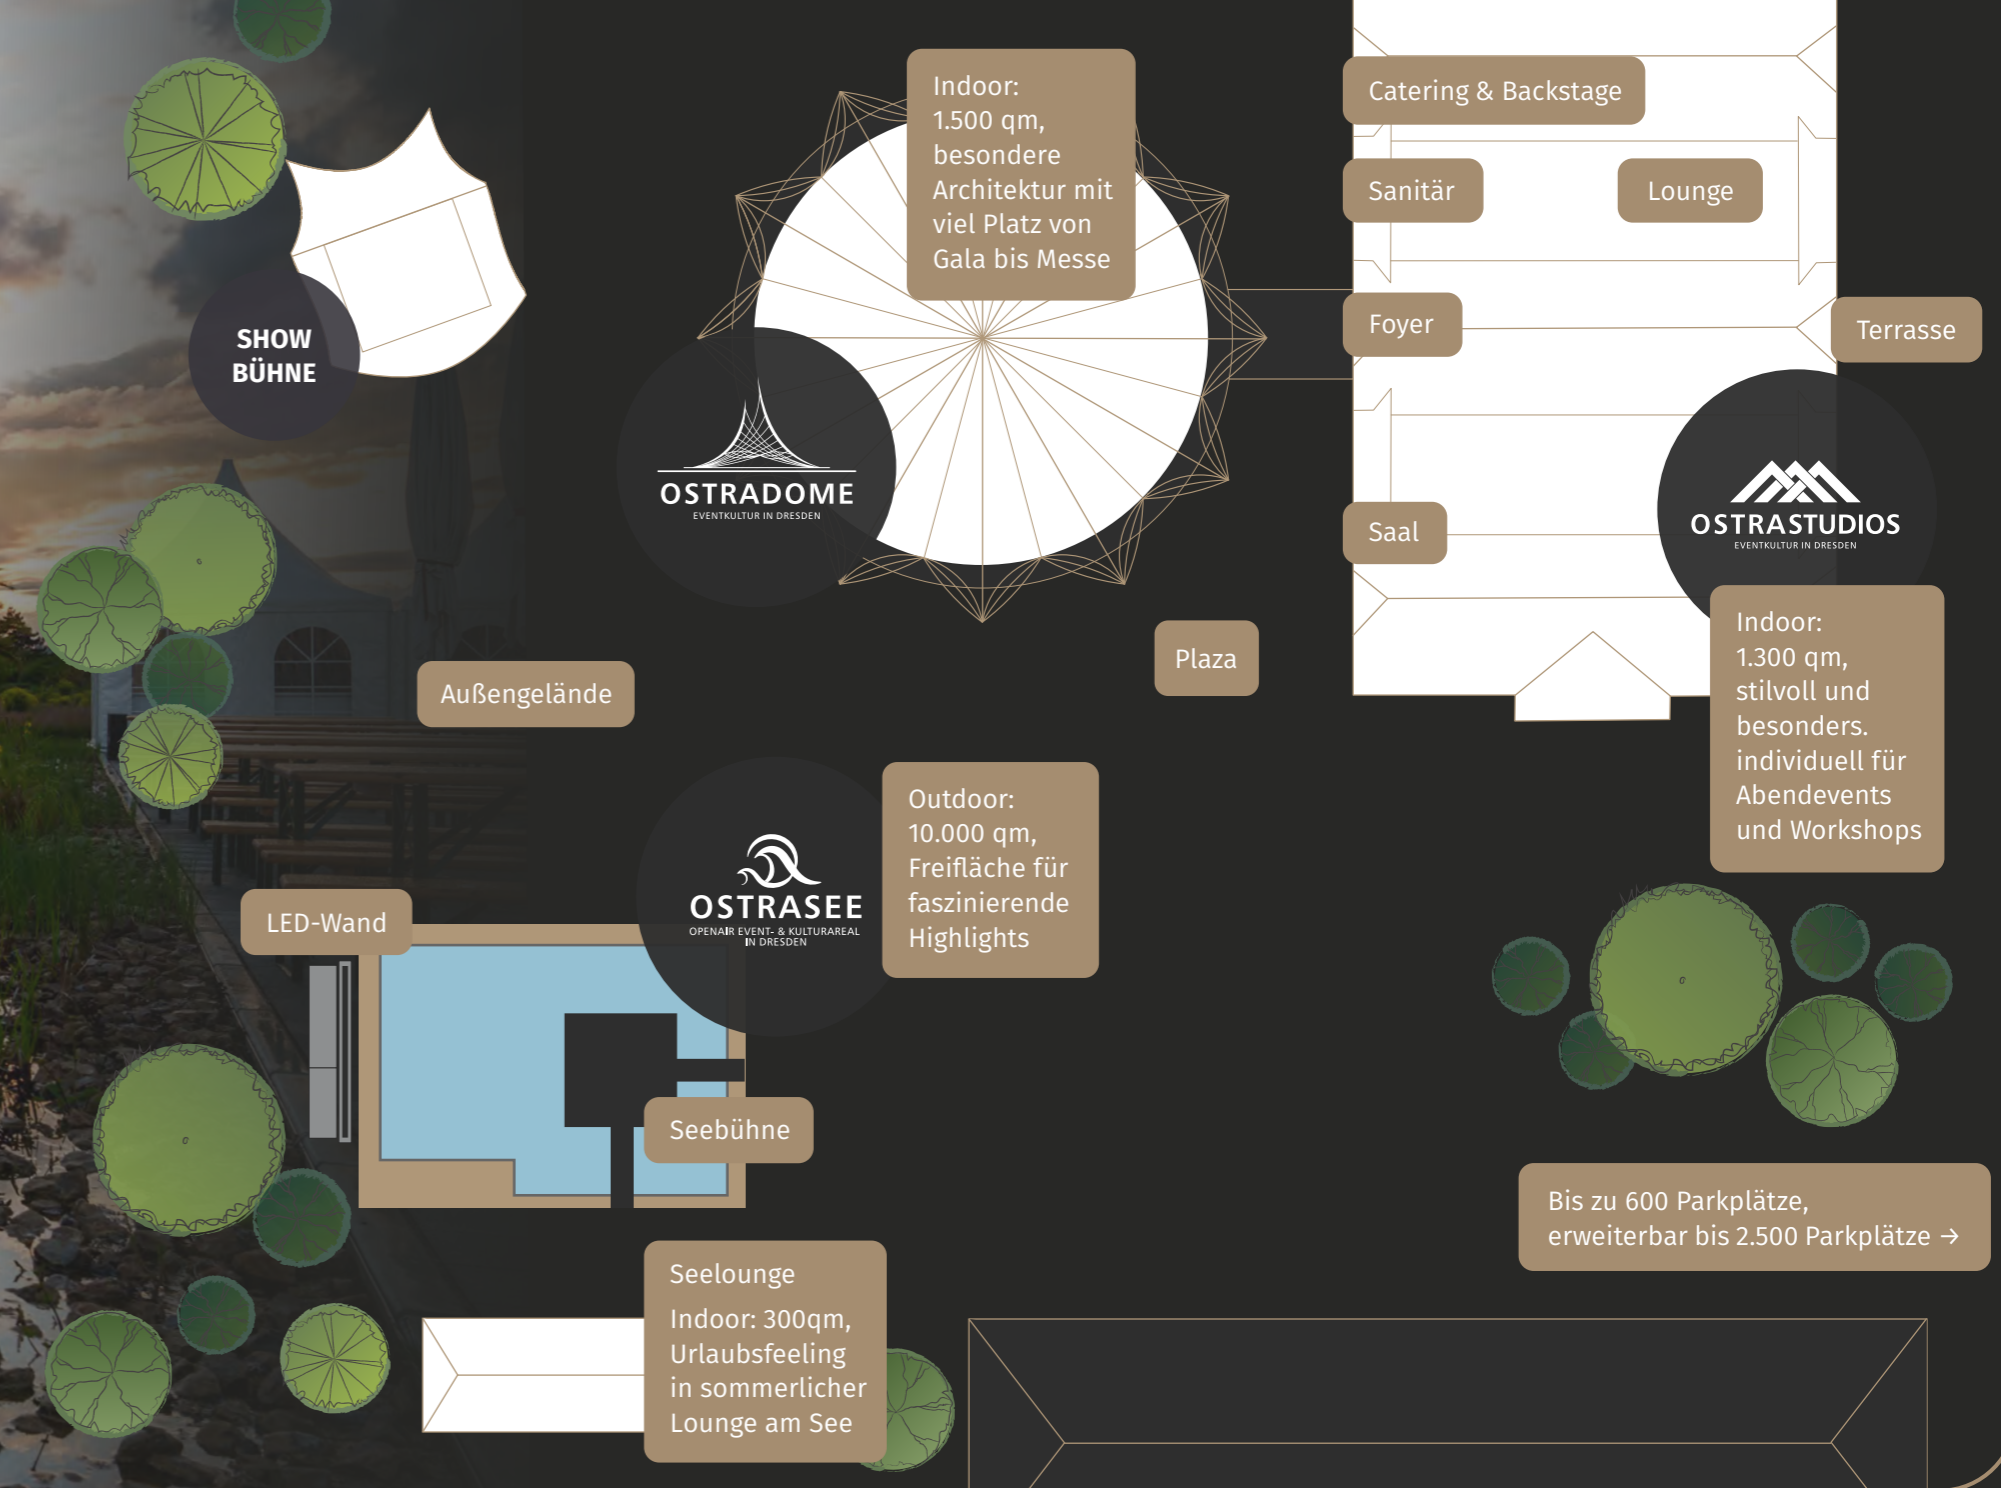 Indoor:
1.500 qm,
besondere
Architektur mit
viel Platz von
Gala bis Messe
Catering & Backstage
Sanitär
Lounge
Foyer
Terrasse
SHOW
BÜHNE
OSTRADOME
EVENTKULTUR IN DRESDEN
Saal
OSTRASTUDIOS
EVENTKULTUR IN DRESDEN
Indoor:
1.300 qm,
stilvoll und
besonders.
individuell für
Abendevents
und Workshops
Plaza
Außengelände
Outdoor:
10.000 qm,
Freifläche für
faszinierende
Highlights
OSTRASEE
OPENAIR EVENT- & KULTURAREAL
IN DRESDEN
LED-Wand
Seebühne
Bis zu 600 Parkplätze,
erweiterbar bis 2.500 Parkplätze →
Seelounge
Indoor: 300qm,
Urlaubsfeeling
in sommerlicher
Lounge am See